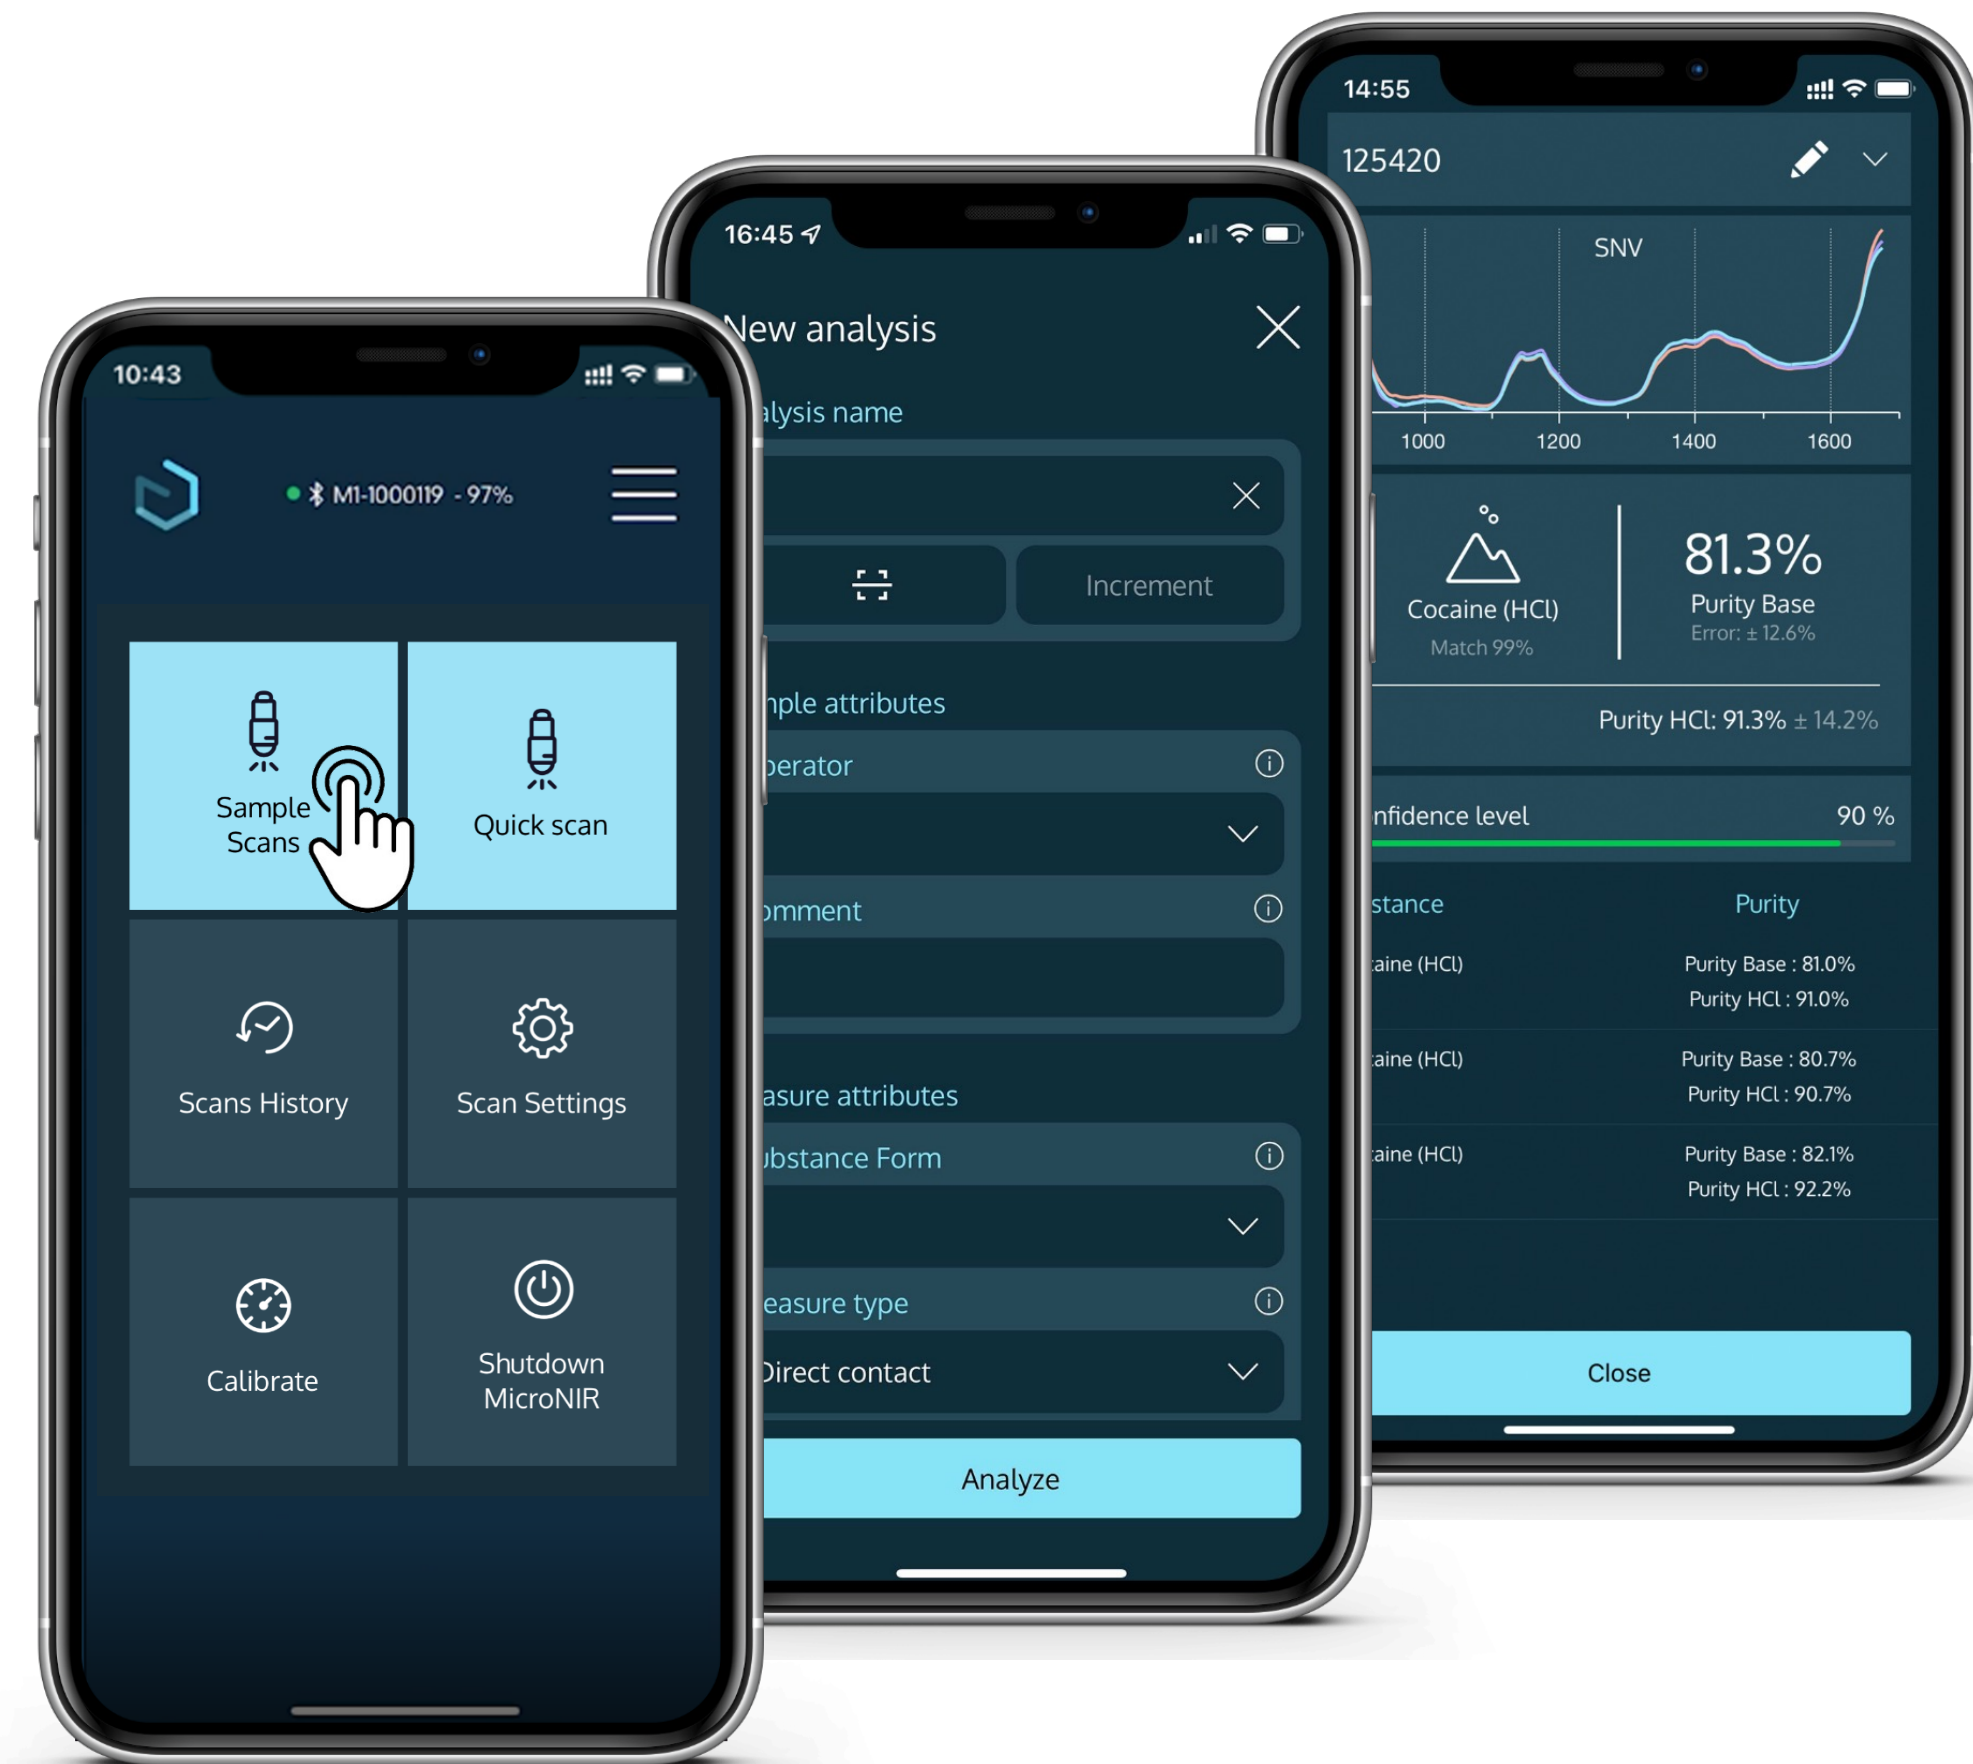 10:43
M1-1000119 - 97%
Sample
Scans
Quick scan
Scans History
Scan Settings
Calibrate
Shutdown
MicroNIR
16:45
New analysis
alysis name
Increment
mple attributes
perator
omment
asure attributes
ubstance Form
easure type
Direct contact
Analyze
14:55
125420
SNV
1000 1200 1400 1600
Cocaine (HCl)
Match 99%
81.3%
Purity Base
Error: ± 12.6%
Purity HCl: 91.3% ± 14.2%
nfidence level 90 %
stance Purity
caine (HCl) Purity Base : 81.0%
Purity HCl : 91.0%
caine (HCl) Purity Base : 80.7%
Purity HCl : 90.7%
caine (HCl) Purity Base : 82.1%
Purity HCl : 92.2%
Close